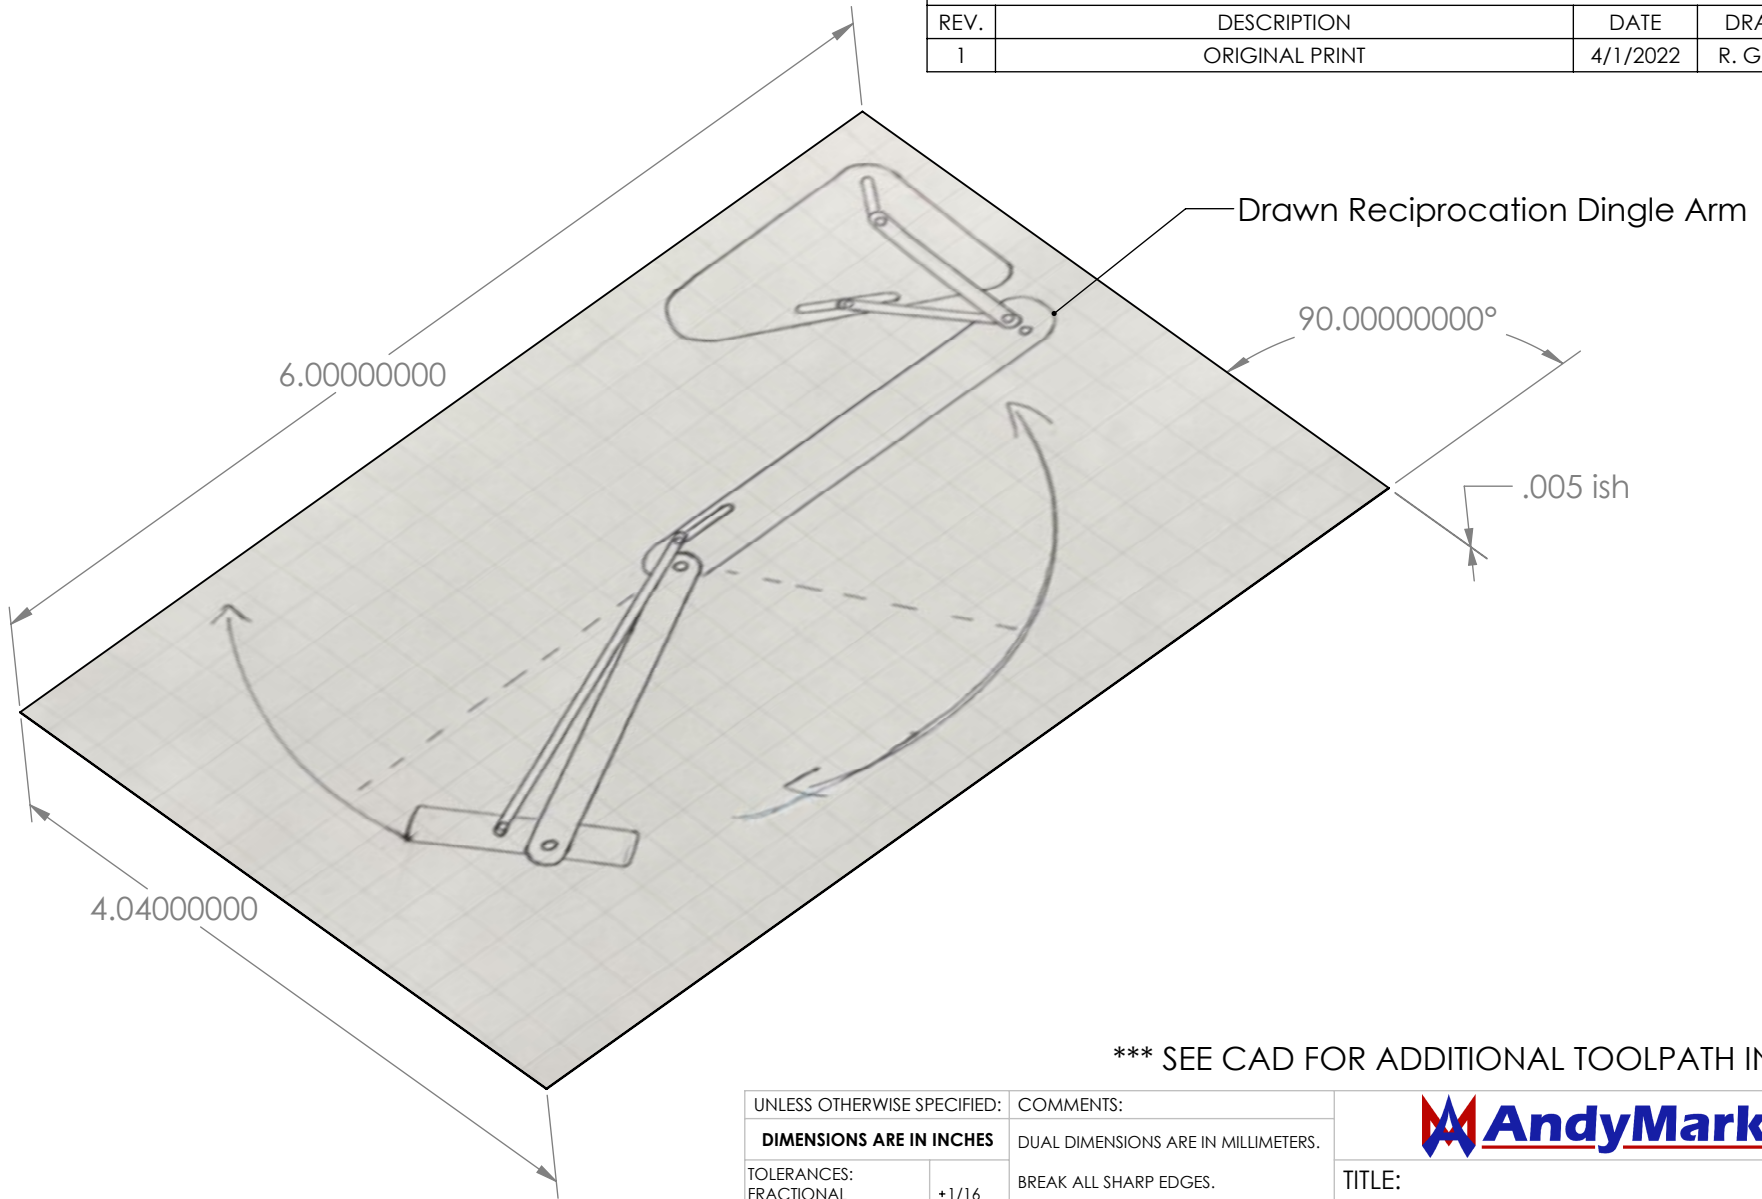 REV. DESCRIPTION DATE
1 ORIGINAL PRINT 4/1/2022 R. G
Drawn Reciprocation Dingle Arm
90.00000000°
6.00000000
.005 ish
4.04000000
*** SEE CAD FOR ADDITIONAL TOOLPATH
UNLESS OTHERWISE SPECIFIED: COMMENTS:
AndyMark
DIMENSIONS ARE IN INCHES DUAL DIMENSIONS ARE IN MILLIMETERS.
TOLERANCES:
BREAK ALL SHARP EDGES. TITLE:
FRACTIONAL ±1/16